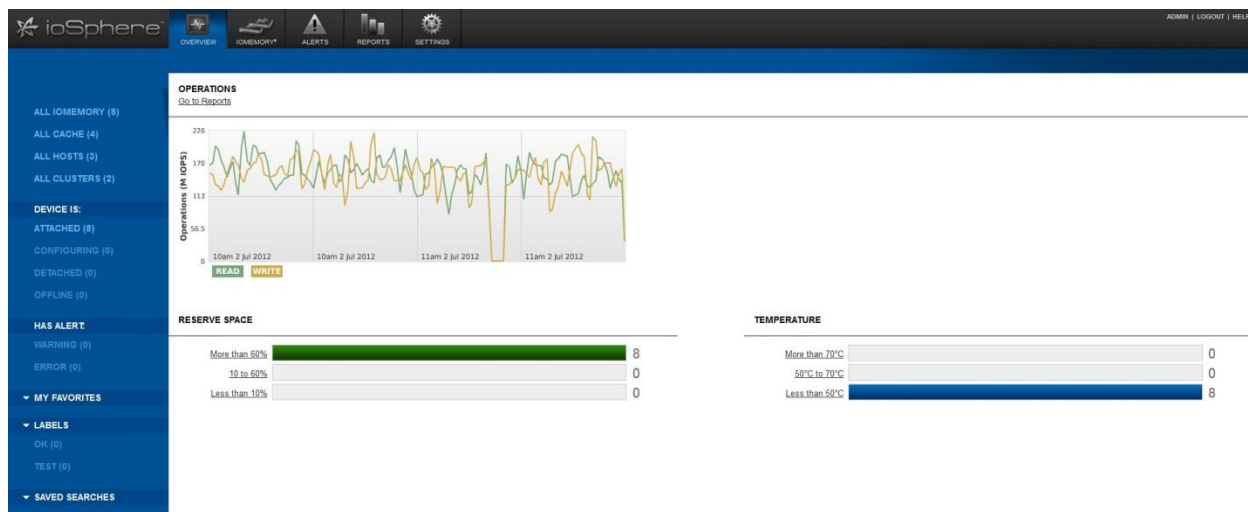 ioSphere™
OVERVIEW
IOMEMORY®
ALERTS
REPORTS
SETTINGS
ADMIN | LOGOUT | HELP
ALL IOMEMORY (8)
ALL CACHE (4)
ALL HOSTS (3)
ALL CLUSTERS (2)
DEVICE IS:
ATTACHED (8)
CONFIGURING (0)
DETACHED (0)
OFFLINE (0)
HAS ALERT:
WARNING (0)
ERROR (0)
MY FAVORITES
LABELS
OK (0)
TEST (0)
SAVED SEARCHES
OPERATIONS
Go to Reports
Operations (M IOPS)
226
170
113
56.5
0
10am 2 Jul 2012
10am 2 Jul 2012
11am 2 Jul 2012
11am 2 Jul 2012
READ WRITE
RESERVE SPACE
More than 60% 8
10 to 60% 0
Less than 10% 0
TEMPERATURE
More than 70°C 0
50°C to 70°C 0
Less than 50°C 8